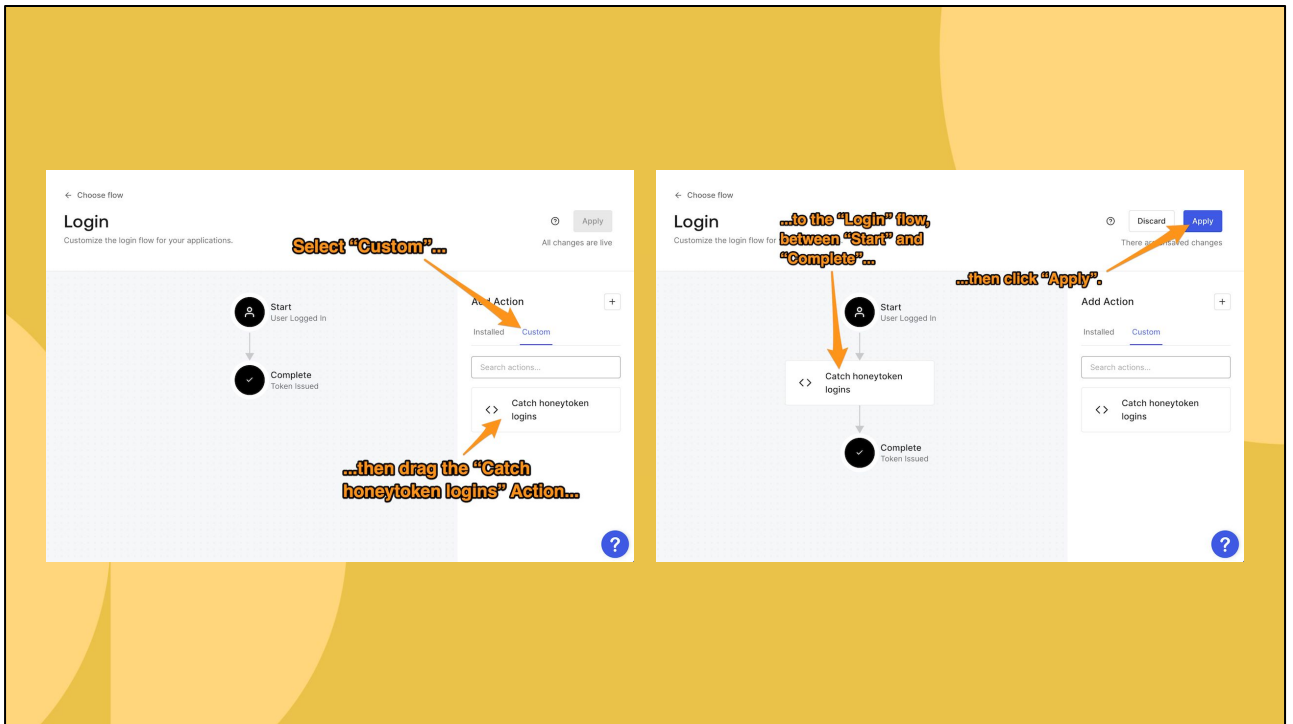 ← Choose flow
Login
Customize the login flow for your applications.
Apply
All changes are live
Select “Custom”...
Start
User Logged In
Complete
Token Issued
Add Action
Installed Custom
Search actions...
Catch honeytoken
logins
...then drag the “Catch
honeytoken logins” Action...
?
← Choose flow
Login
Customize the login flow for
...to the “Login” flow,
between “Start” and
“Complete”...
Discard Apply
There are unsaved changes
...then click “Apply”.
Start
User Logged In
Catch honeytoken
logins
Complete
Token Issued
Add Action
Installed Custom
Search actions...
Catch honeytoken
logins
?